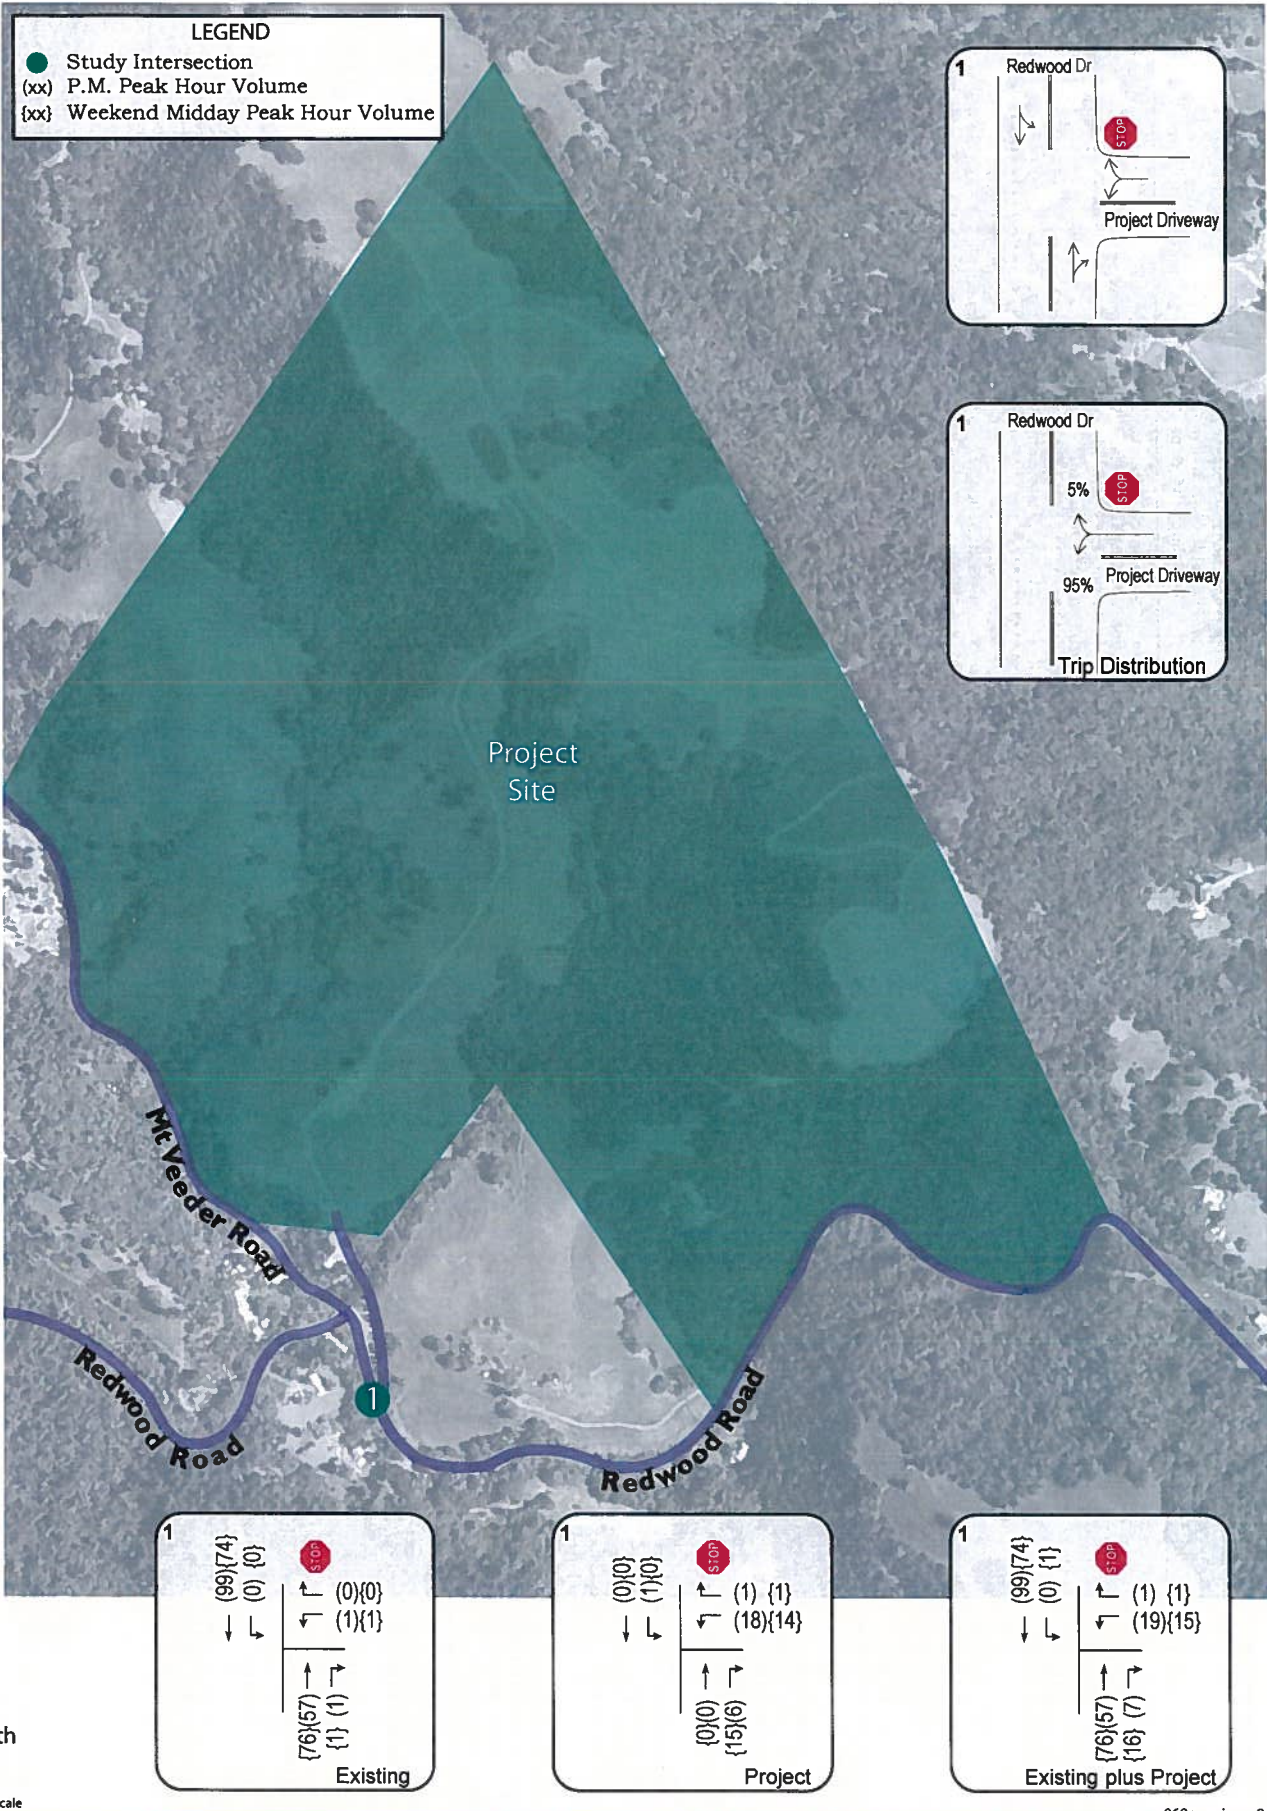 LEGEND
Study Intersection
(xx) P.M. Peak Hour Volume
{xx} Weekend Midday Peak Hour Volume
1
Redwood Dr
STOP
Project Driveway
1
Redwood Dr
5%
STOP
Project Driveway
95%
Trip Distribution
Project
Site
Mt Veeder Road
Redwood Road
1
Redwood Road
1
(99){74}
(0) {0}
STOP
(0){0}
(1){1}
{76}(57)
{1} (1)
Existing
1
(0){0}
(1){0}
STOP
(1) {1}
(18){14}
{0}(0)
{15}(6)
Project
1
(99){74}
(0) {1}
STOP
(1) {1}
(19){15}
{76}(57)
{16} (7)
Existing plus Project
th
cale